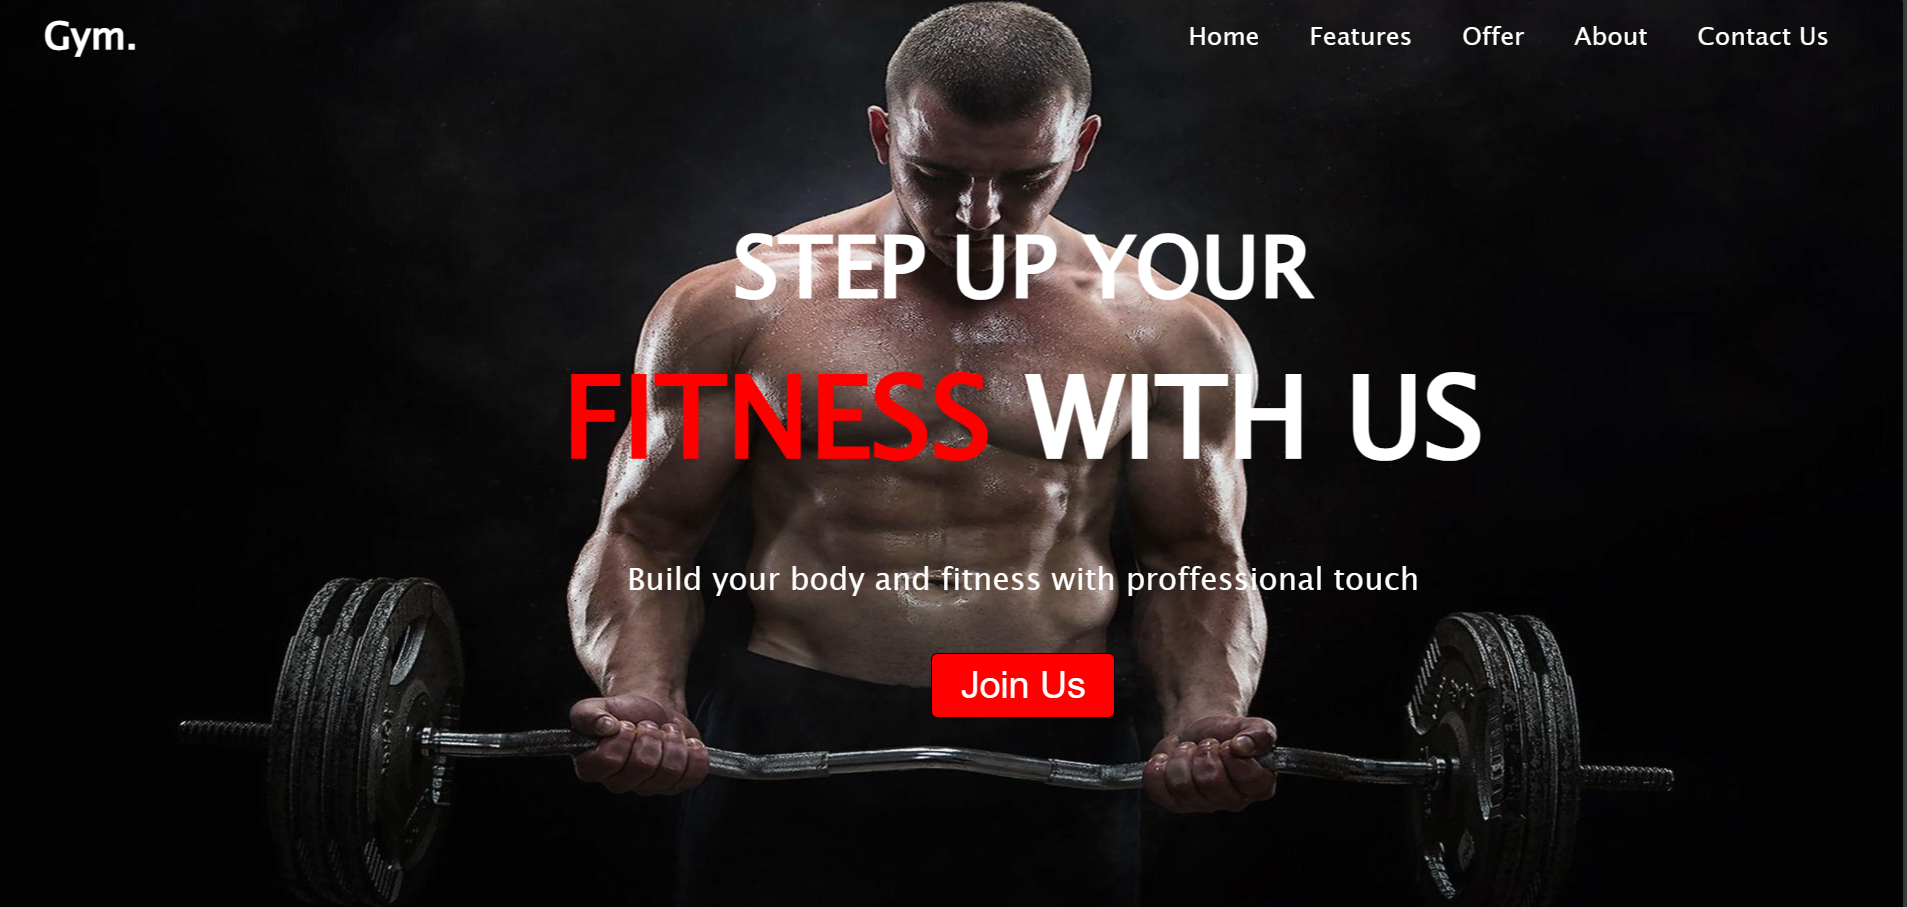 Gym.
Home Features Offer About Contact Us
STEP UP YOUR
FITNESS WITH US
Build your body and fitness with proffessional touch
Join Us